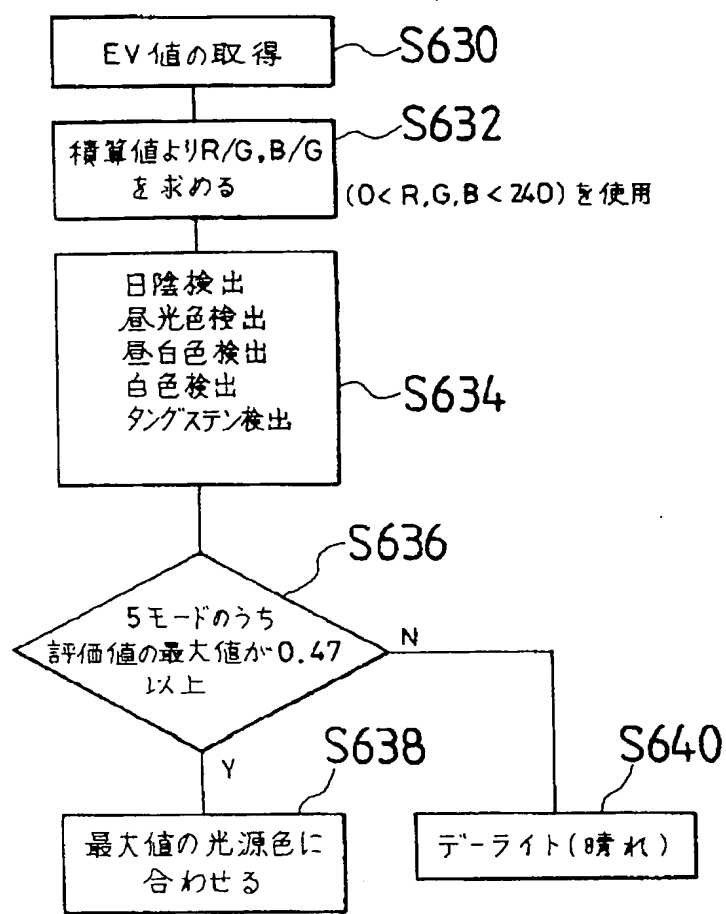 EV値の取得
S630
積算値よりR/G,B/G
を求める
S632
(0<R,G,B<240)を使用
日陰検出
昼光色検出
昼白色検出
白色検出
タングステン検出
S634
S636
5モードのうち
評価値の最大値が0.47
以上
N
Y
S638
最大値の光源色に
合わせる
S640
デーライト(晴れ)